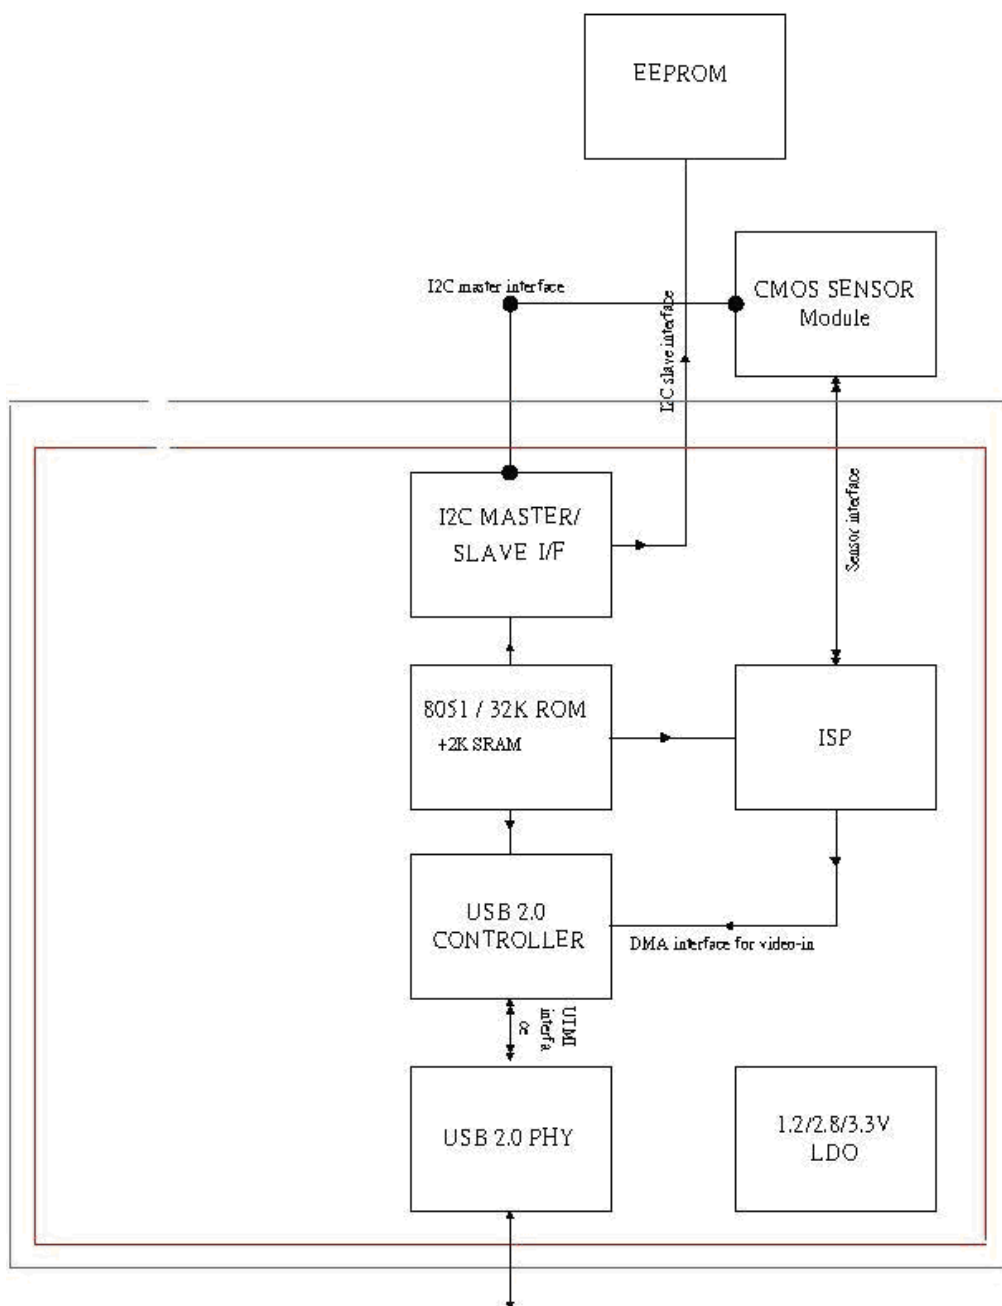 EEPROM
I2C master interface
CMOS SENSOR
Module
I2C slave interface
Sensor interface
I2C MASTER/
SLAVE I/F
8051 / 32K ROM
+2K SRAM
ISP
USB 2.0
CONTROLLER
DMA interface for video-in
UTMI
interfa
ce
USB 2.0 PHY
1.2/2.8/3.3V
LDO